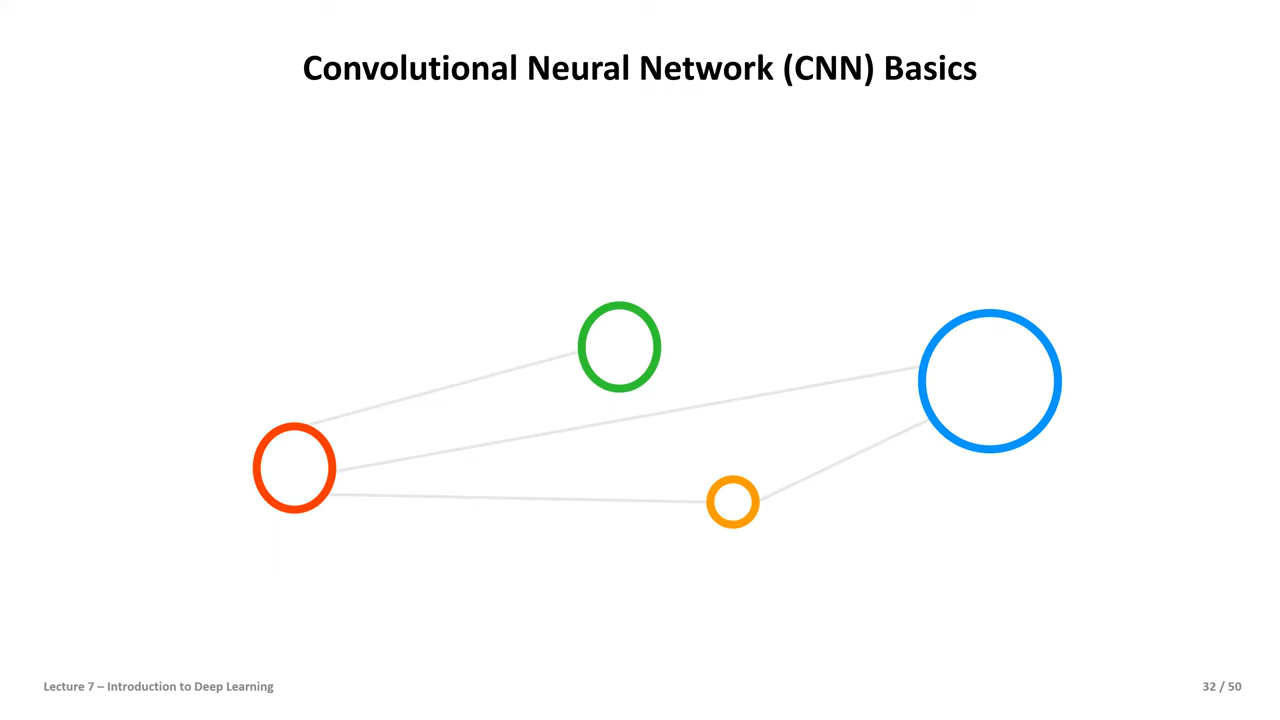 Convolutional Neural Network (CNN) Basics
Lecture 7 – Introduction to Deep Learning
32 / 50